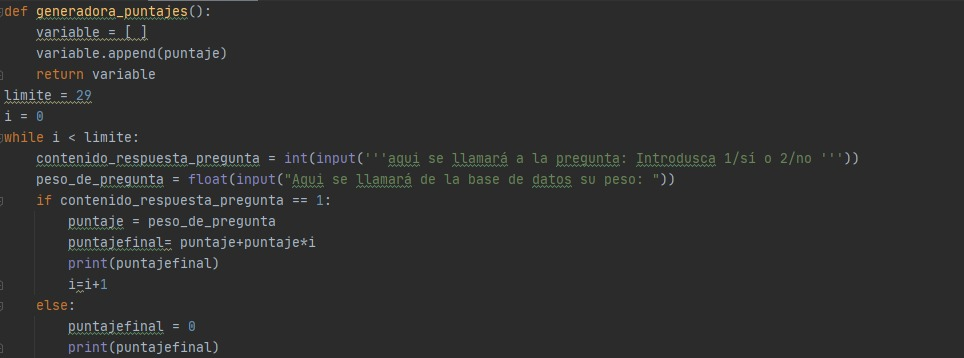 def generadora_puntajes():
    variable = [ ]
    variable.append(puntaje)
    return variable
limite = 29
i = 0
while i < limite:
    contenido_respuesta_pregunta = int(input('''aqui se llamará a la pregunta: Introdusca 1/si o 2/no '''))
    peso_de_pregunta = float(input("Aqui se llamará de la base de datos su peso: "))
    if contenido_respuesta_pregunta == 1:
        puntaje = peso_de_pregunta
        puntajefinal= puntaje+puntaje*i
        print(puntajefinal)
        i=i+1
    else:
        puntajefinal = 0
        print(puntajefinal)